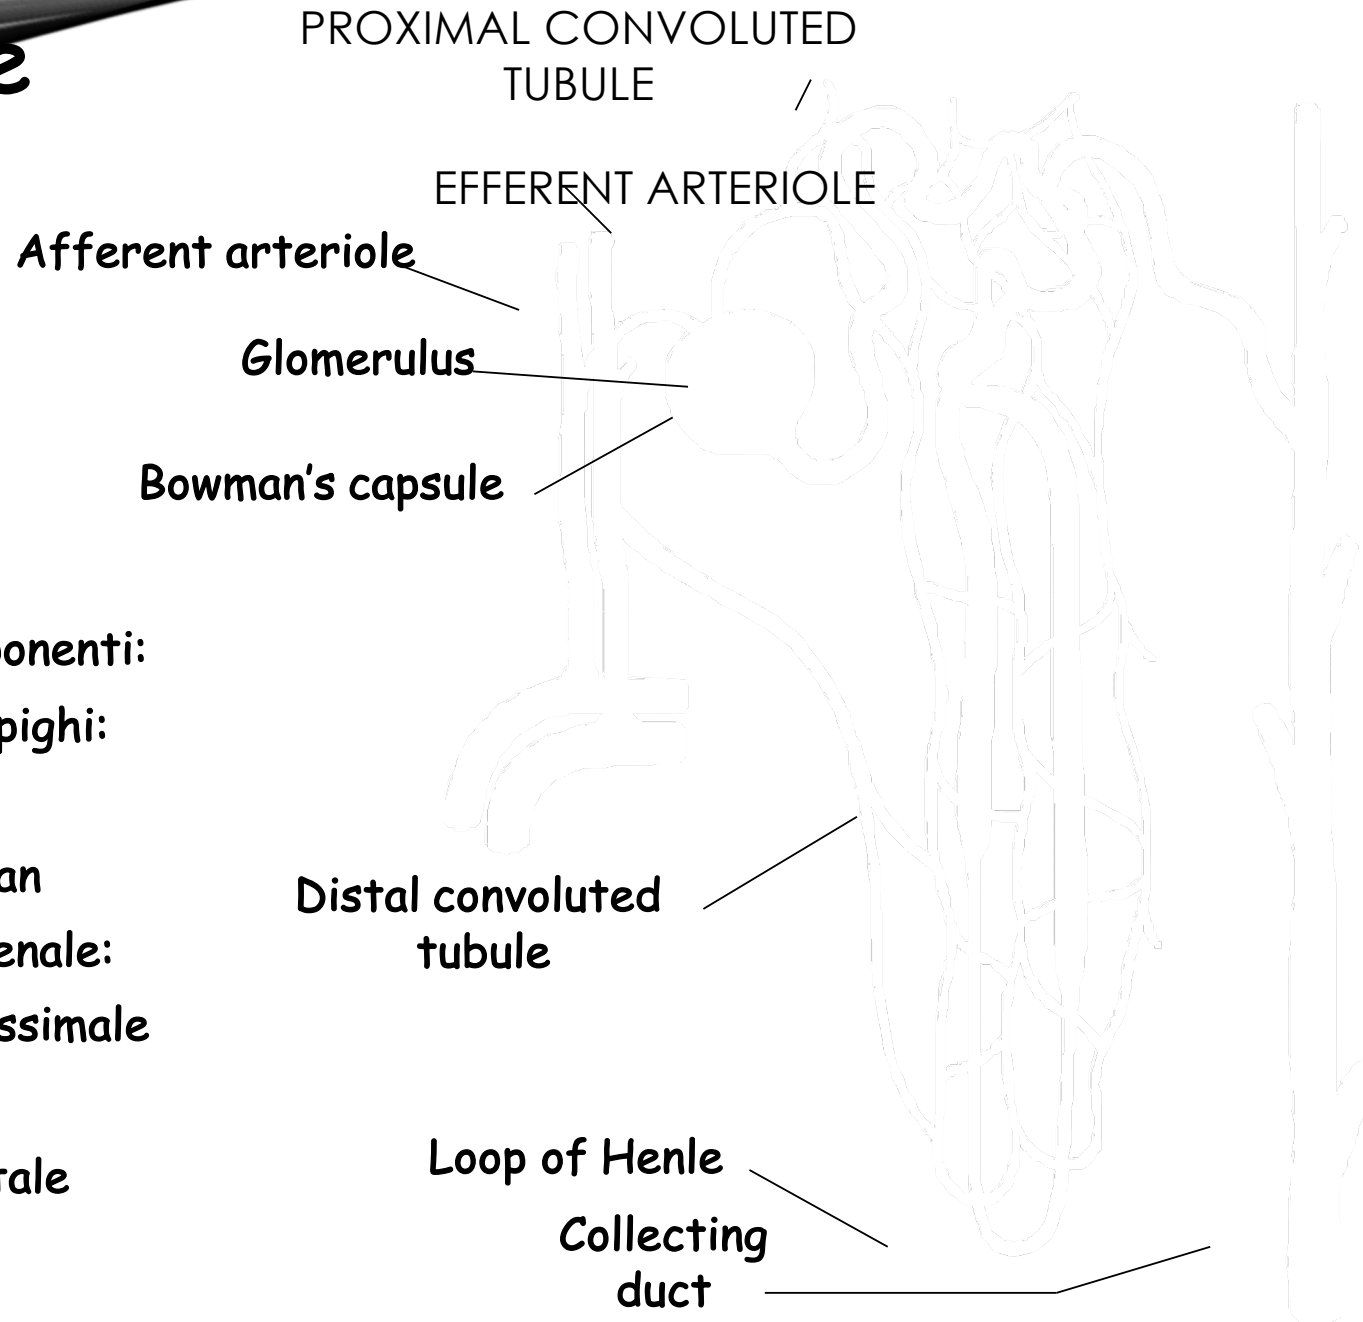 PROXIMAL CONVOLUTED
TUBULE
EFFERENT ARTERIOLE
Afferent arteriole
Glomerulus
Bowman's capsule
onenti:
pighi:
an
Distal convoluted
tubule
enale:
ssimale
Loop of Henle
tale
Collecting
duct